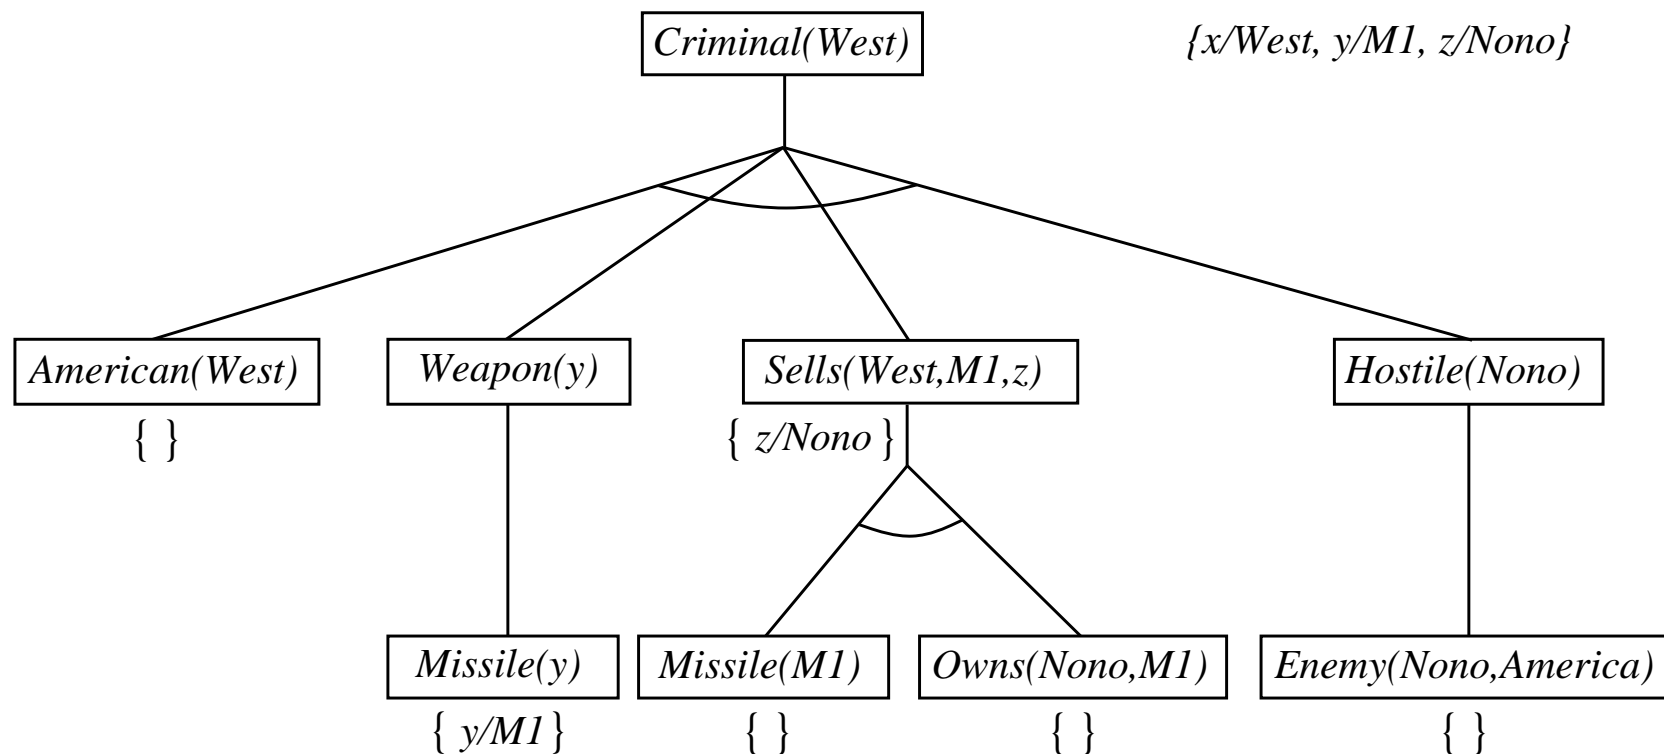 Criminal(West)
{x/West, y/M1, z/Nono}
American(West)
Weapon(y)
Sells(West,M1,z)
Hostile(Nono)
{ }
{ z/Nono }
Missile(y)
Missile(M1)
Owns(Nono,M1)
Enemy(Nono,America)
{ y/M1 }
{ }
{ }
{ }